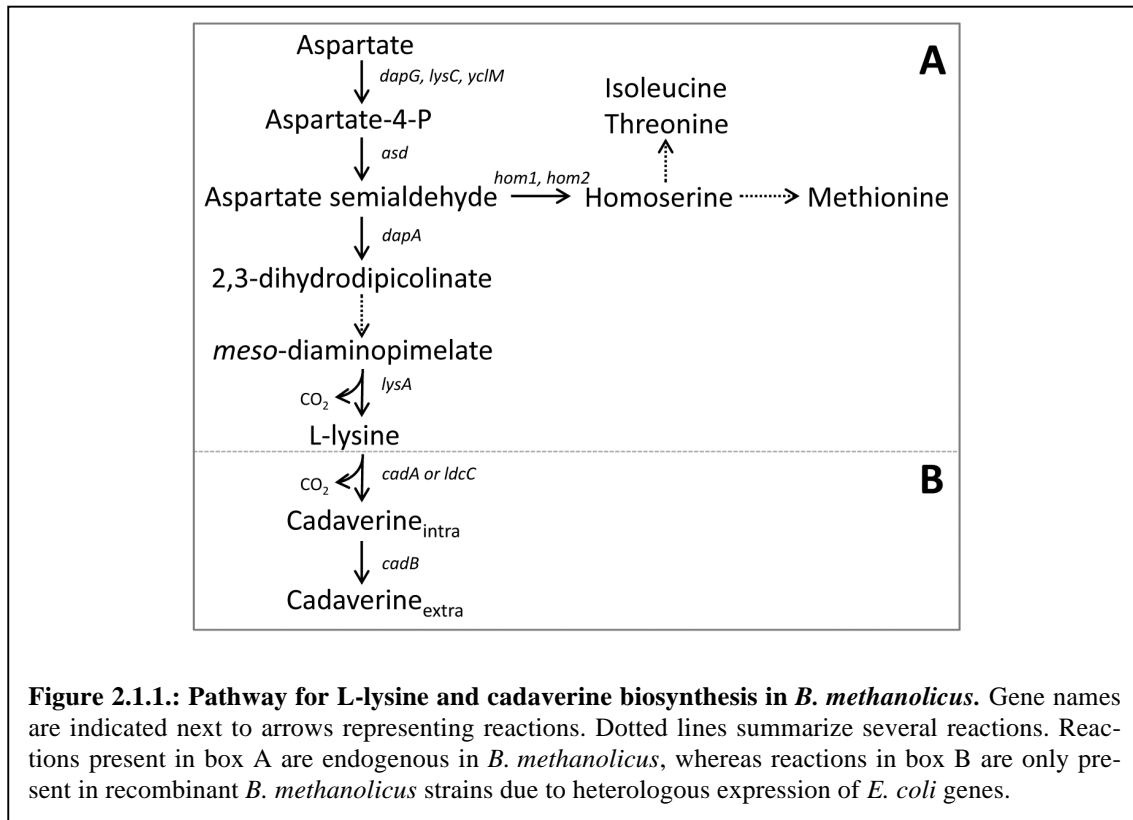 Aspartate
A
dapG, lysC, yclM
Isoleucine
Aspartate-4-P
Threonine
asd
hom1, hom2
Aspartate semialdehyde
Homoserine
Methionine
dapA
2,3-dihydrodipicolinate
meso-diaminopimelate
lysA
CO2
L-lysine
cadA or ldcC
B
CO2
Cadaverineintra
cadB
Cadaverineextra
Figure 2.1.1.: Pathway for L-lysine and cadaverine biosynthesis in B. methanolicus. Gene names
are indicated next to arrows representing reactions. Dotted lines summarize several reactions. Reac-
tions present in box A are endogenous in B. methanolicus, whereas reactions in box B are only pre-
sent in recombinant B. methanolicus strains due to heterologous expression of E. coli genes.